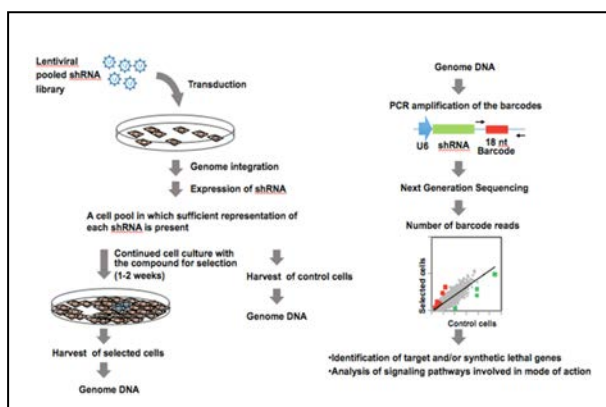 Lentiviral
pooled shRNA
library
Transduction
Genome integration
Expression of shRNA
A cell pool in which sufficient representation of
each shRNA is present
Continued cell culture with
the compound for selection
(1-2 weeks)
Harvest of control cells
Genome DNA
Harvest of selected cells
Genome DNA
Genome DNA
PCR amplification of the barcodes
U6
shRNA
18 nt
Barcode
Next Generation Sequencing
Number of barcode reads
Selected cells
Control cells
•Identification of target and/or synthetic lethal genes
•Analysis of signaling pathways involved in mode of action